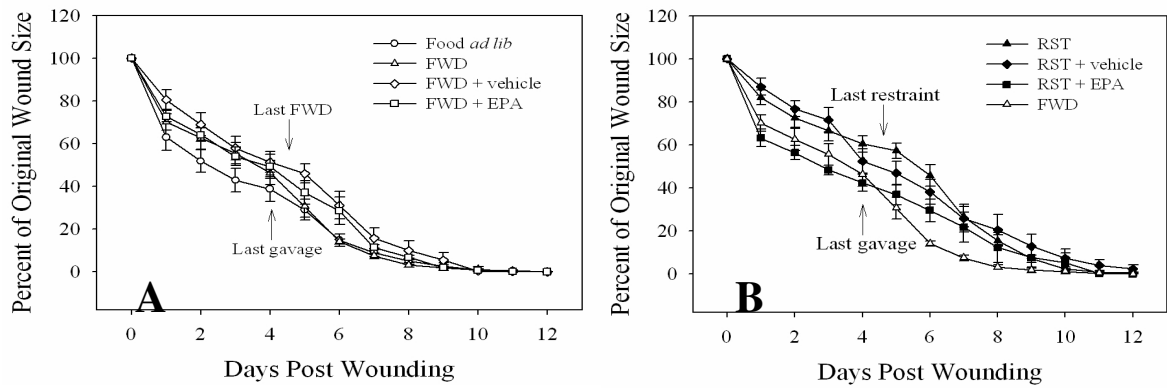 120
100
80
60
40
20
0
Percent of Original Wound Size
Food ad lib
FWD
FWD + vehicle
FWD + EPA
Last FWD
Last gavage
A
0 2 4 6 8 10 12
Days Post Wounding
120
100
80
60
40
20
0
Percent of Original Wound Size
RST
RST + vehicle
RST + EPA
FWD
Last restraint
Last gavage
B
0 2 4 6 8 10 12
Days Post Wounding